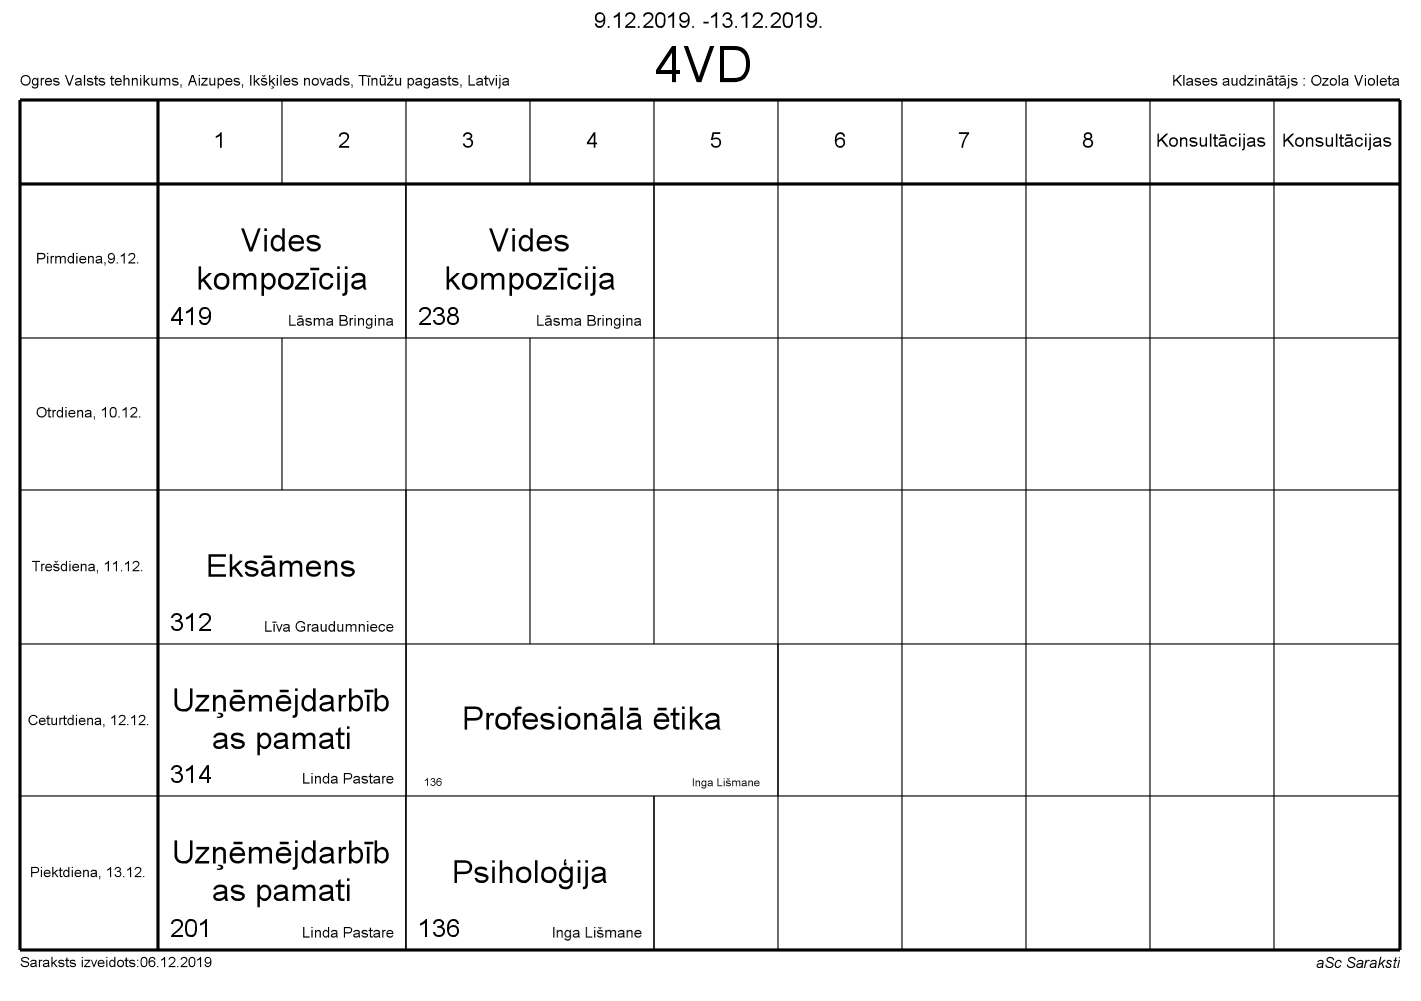 9.12.2019. -13.12.2019.
4VD
Ogres Valsts tehnikums, Aizupes, Ikšķiles novads, Tīnūžu pagasts, Latvija
Klases audzinātājs : Ozola Violeta
1 2 3 4 5 6 7 8 Konsultācijas Konsultācijas
Pirmdiena,9.12.
Vides
kompozīcija
419 Lāsma Bringina
Vides
kompozīcija
238 Lāsma Bringina
Otrdiena, 10.12.
Trešdiena, 11.12.
Eksāmens
312 Līva Graudumniece
Ceturtdiena, 12.12.
Uzņēmējdarbīb
as pamati
314 Linda Pastare
Profesionālā ētika
136 Inga Lišmane
Piektdiena, 13.12.
Uzņēmējdarbīb
as pamati
201 Linda Pastare
Psiholoģija
136 Inga Lišmane
Saraksts izveidots:06.12.2019
aSc Saraksti